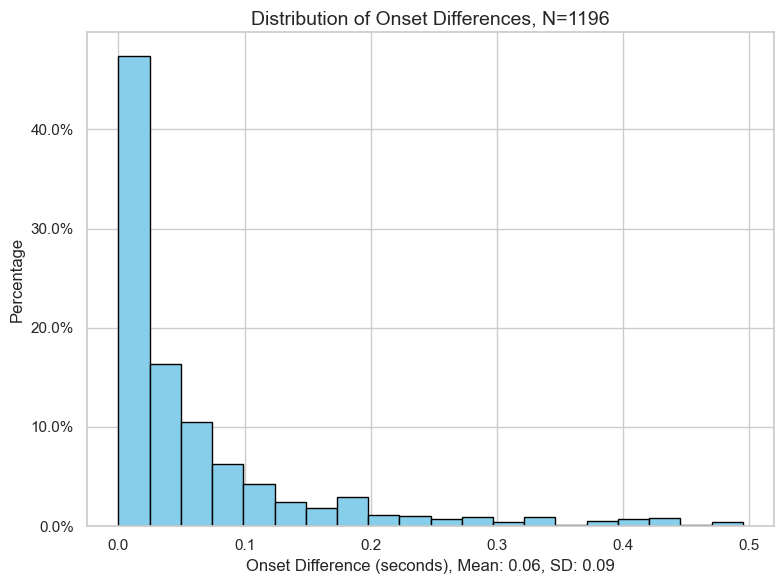 Distribution of Onset Differences, N=1196
Percentage
40.0%
30.0%
20.0%
10.0%
0.0%
0.0 0.1 0.2 0.3 0.4 0.5
Onset Difference (seconds), Mean: 0.06, SD: 0.09